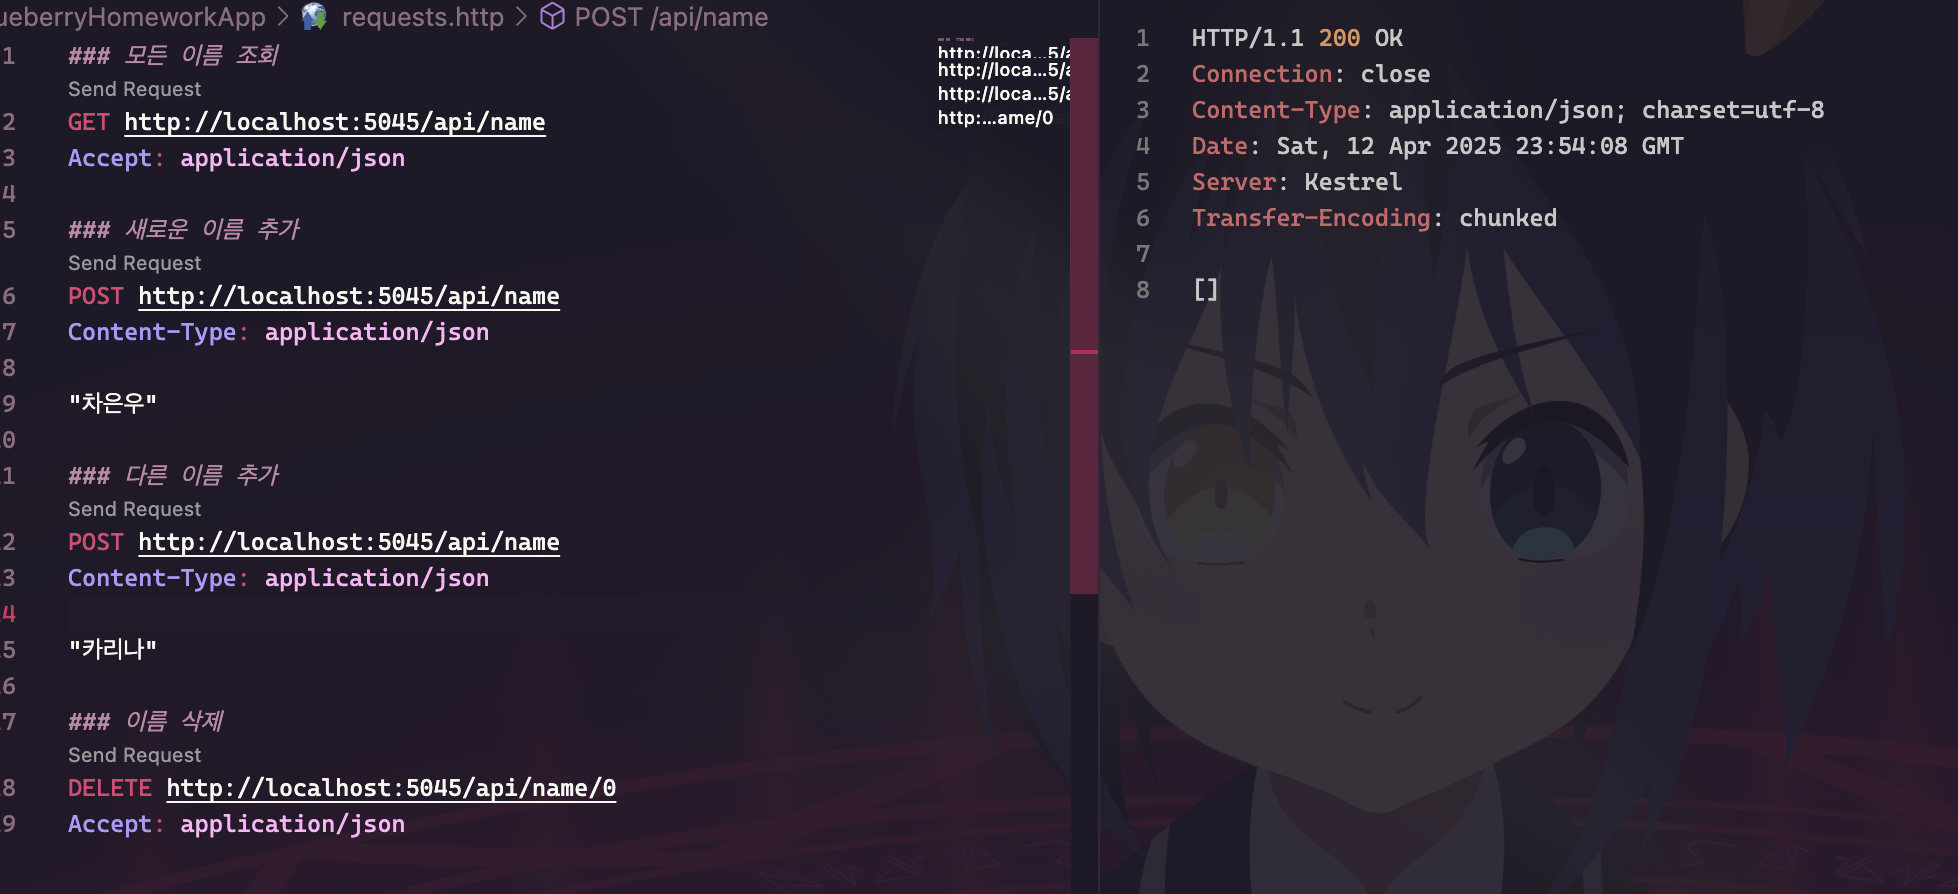 ueberryHomeworkApp > requests.http > POST /api/name
1 ### 모든 이름 조회
Send Request
2 GET http://localhost:5045/api/name
3 Accept: application/json
4
5 ### 새로운 이름 추가
Send Request
6 POST http://localhost:5045/api/name
7 Content-Type: application/json
8
9 "차은우"
0
1 ### 다른 이름 추가
Send Request
2 POST http://localhost:5045/api/name
3 Content-Type: application/json
4
5 "카리나"
6
7 ### 이름 삭제
Send Request
8 DELETE http://localhost:5045/api/name/0
9 Accept: application/json
http://loca...5/a
http://loca...5/a
http://loca...5/a
http:...ame/0
1 HTTP/1.1 200 OK
2 Connection: close
3 Content-Type: application/json; charset=utf-8
4 Date: Sat, 12 Apr 2025 23:54:08 GMT
5 Server: Kestrel
6 Transfer-Encoding: chunked
7
8 []